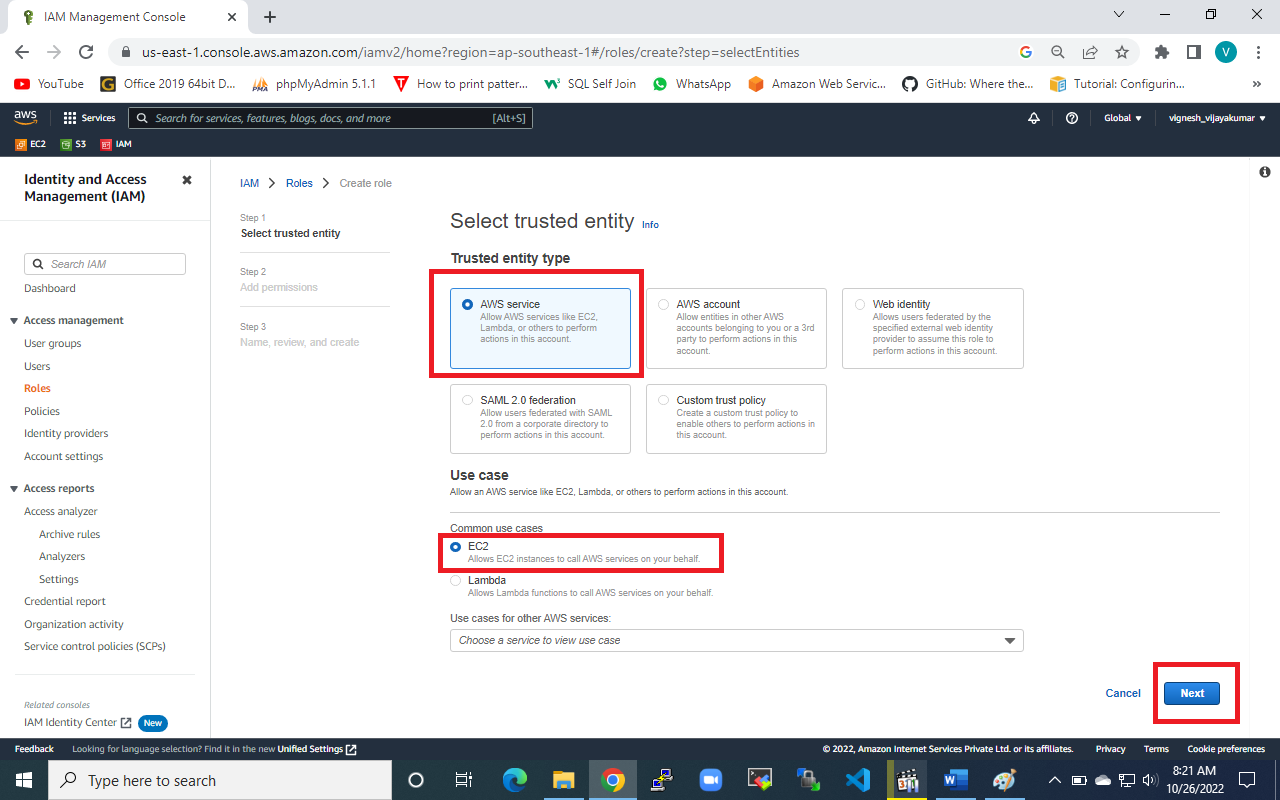 IAM Management Console
us-east-1.console.aws.amazon.com/iamv2/home?region=ap-southeast-1#/roles/create?step=selectEntities
V
YouTube
Office 2019 64bit D...
phpMyAdmin 5.1.1
How to print patter...
SQL Self Join
WhatsApp
Amazon Web Servic...
GitHub: Where the...
Tutorial: Configurin...
»
aws
Services
Search for services, features, blogs, docs, and more
[Alt+S]
Global
vignesh_vijayakumar
EC2
S3
IAM
Identity and Access
Management (IAM)
Search IAM
Dashboard
Access management
User groups
Users
Roles
Policies
Identity providers
Account settings
Access reports
Access analyzer
Archive rules
Analyzers
Settings
Credential report
Organization activity
Service control policies (SCPs)
Related consoles
IAM Identity Center
New
IAM > Roles > Create role
Step 1
Select trusted entity
Step 2
Add permissions
Step 3
Name, review, and create
Select trusted entity Info
Trusted entity type
AWS service
Allow AWS services like EC2,
Lambda, or others to perform
actions in this account.
AWS account
Allow entities in other AWS
accounts belonging to you or a 3rd
party to perform actions in this
account.
Web identity
Allows users federated by the
specified external web identity
provider to assume this role to
perform actions in this account.
SAML 2.0 federation
Allow users federated with SAML
2.0 from a corporate directory to
perform actions in this account.
Custom trust policy
Create a custom trust policy to
enable others to perform actions in
this account.
Use case
Allow an AWS service like EC2, Lambda, or others to perform actions in this account.
Common use cases
EC2
Allows EC2 instances to call AWS services on your behalf.
Lambda
Allows Lambda functions to call AWS services on your behalf.
Use cases for other AWS services:
Choose a service to view use case
Cancel
Next
Feedback
Looking for language selection? Find it in the new Unified Settings
© 2022, Amazon Internet Services Private Ltd. or its affiliates.
Privacy
Terms
Cookie preferences
Type here to search
8:21 AM
10/26/2022